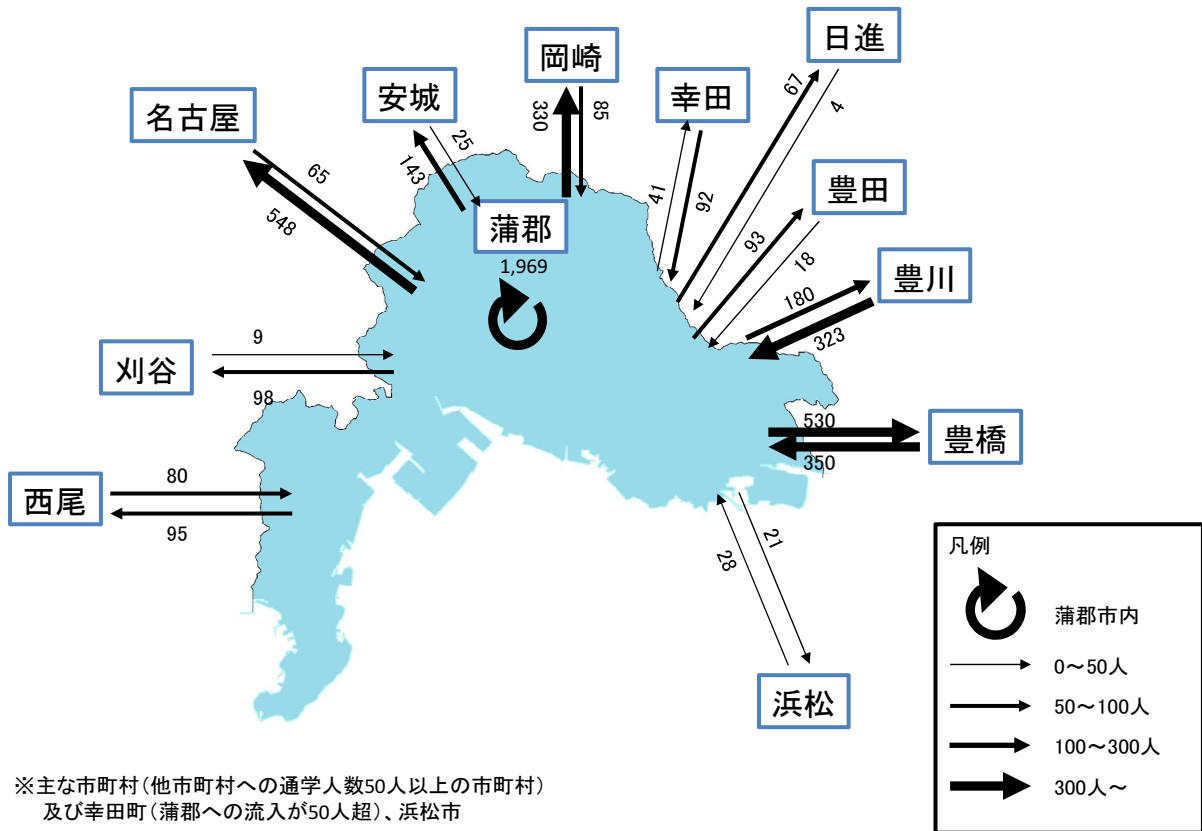 日進
岡崎
安城
幸田
名古屋
67
4
330
85
25
143
65
548
41
92
豊田
93
18
蒲郡
1,969
豊川
180
323
9
刈谷
98
530
豊橋
350
80
西尾
95
21
28
浜松
凡例
蒲郡市内
0～50人
50～100人
100～300人
300人～
※主な市町村(他市町村への通学人数50人以上の市町村)
及び幸田町(蒲郡への流入が50人超)、浜松市